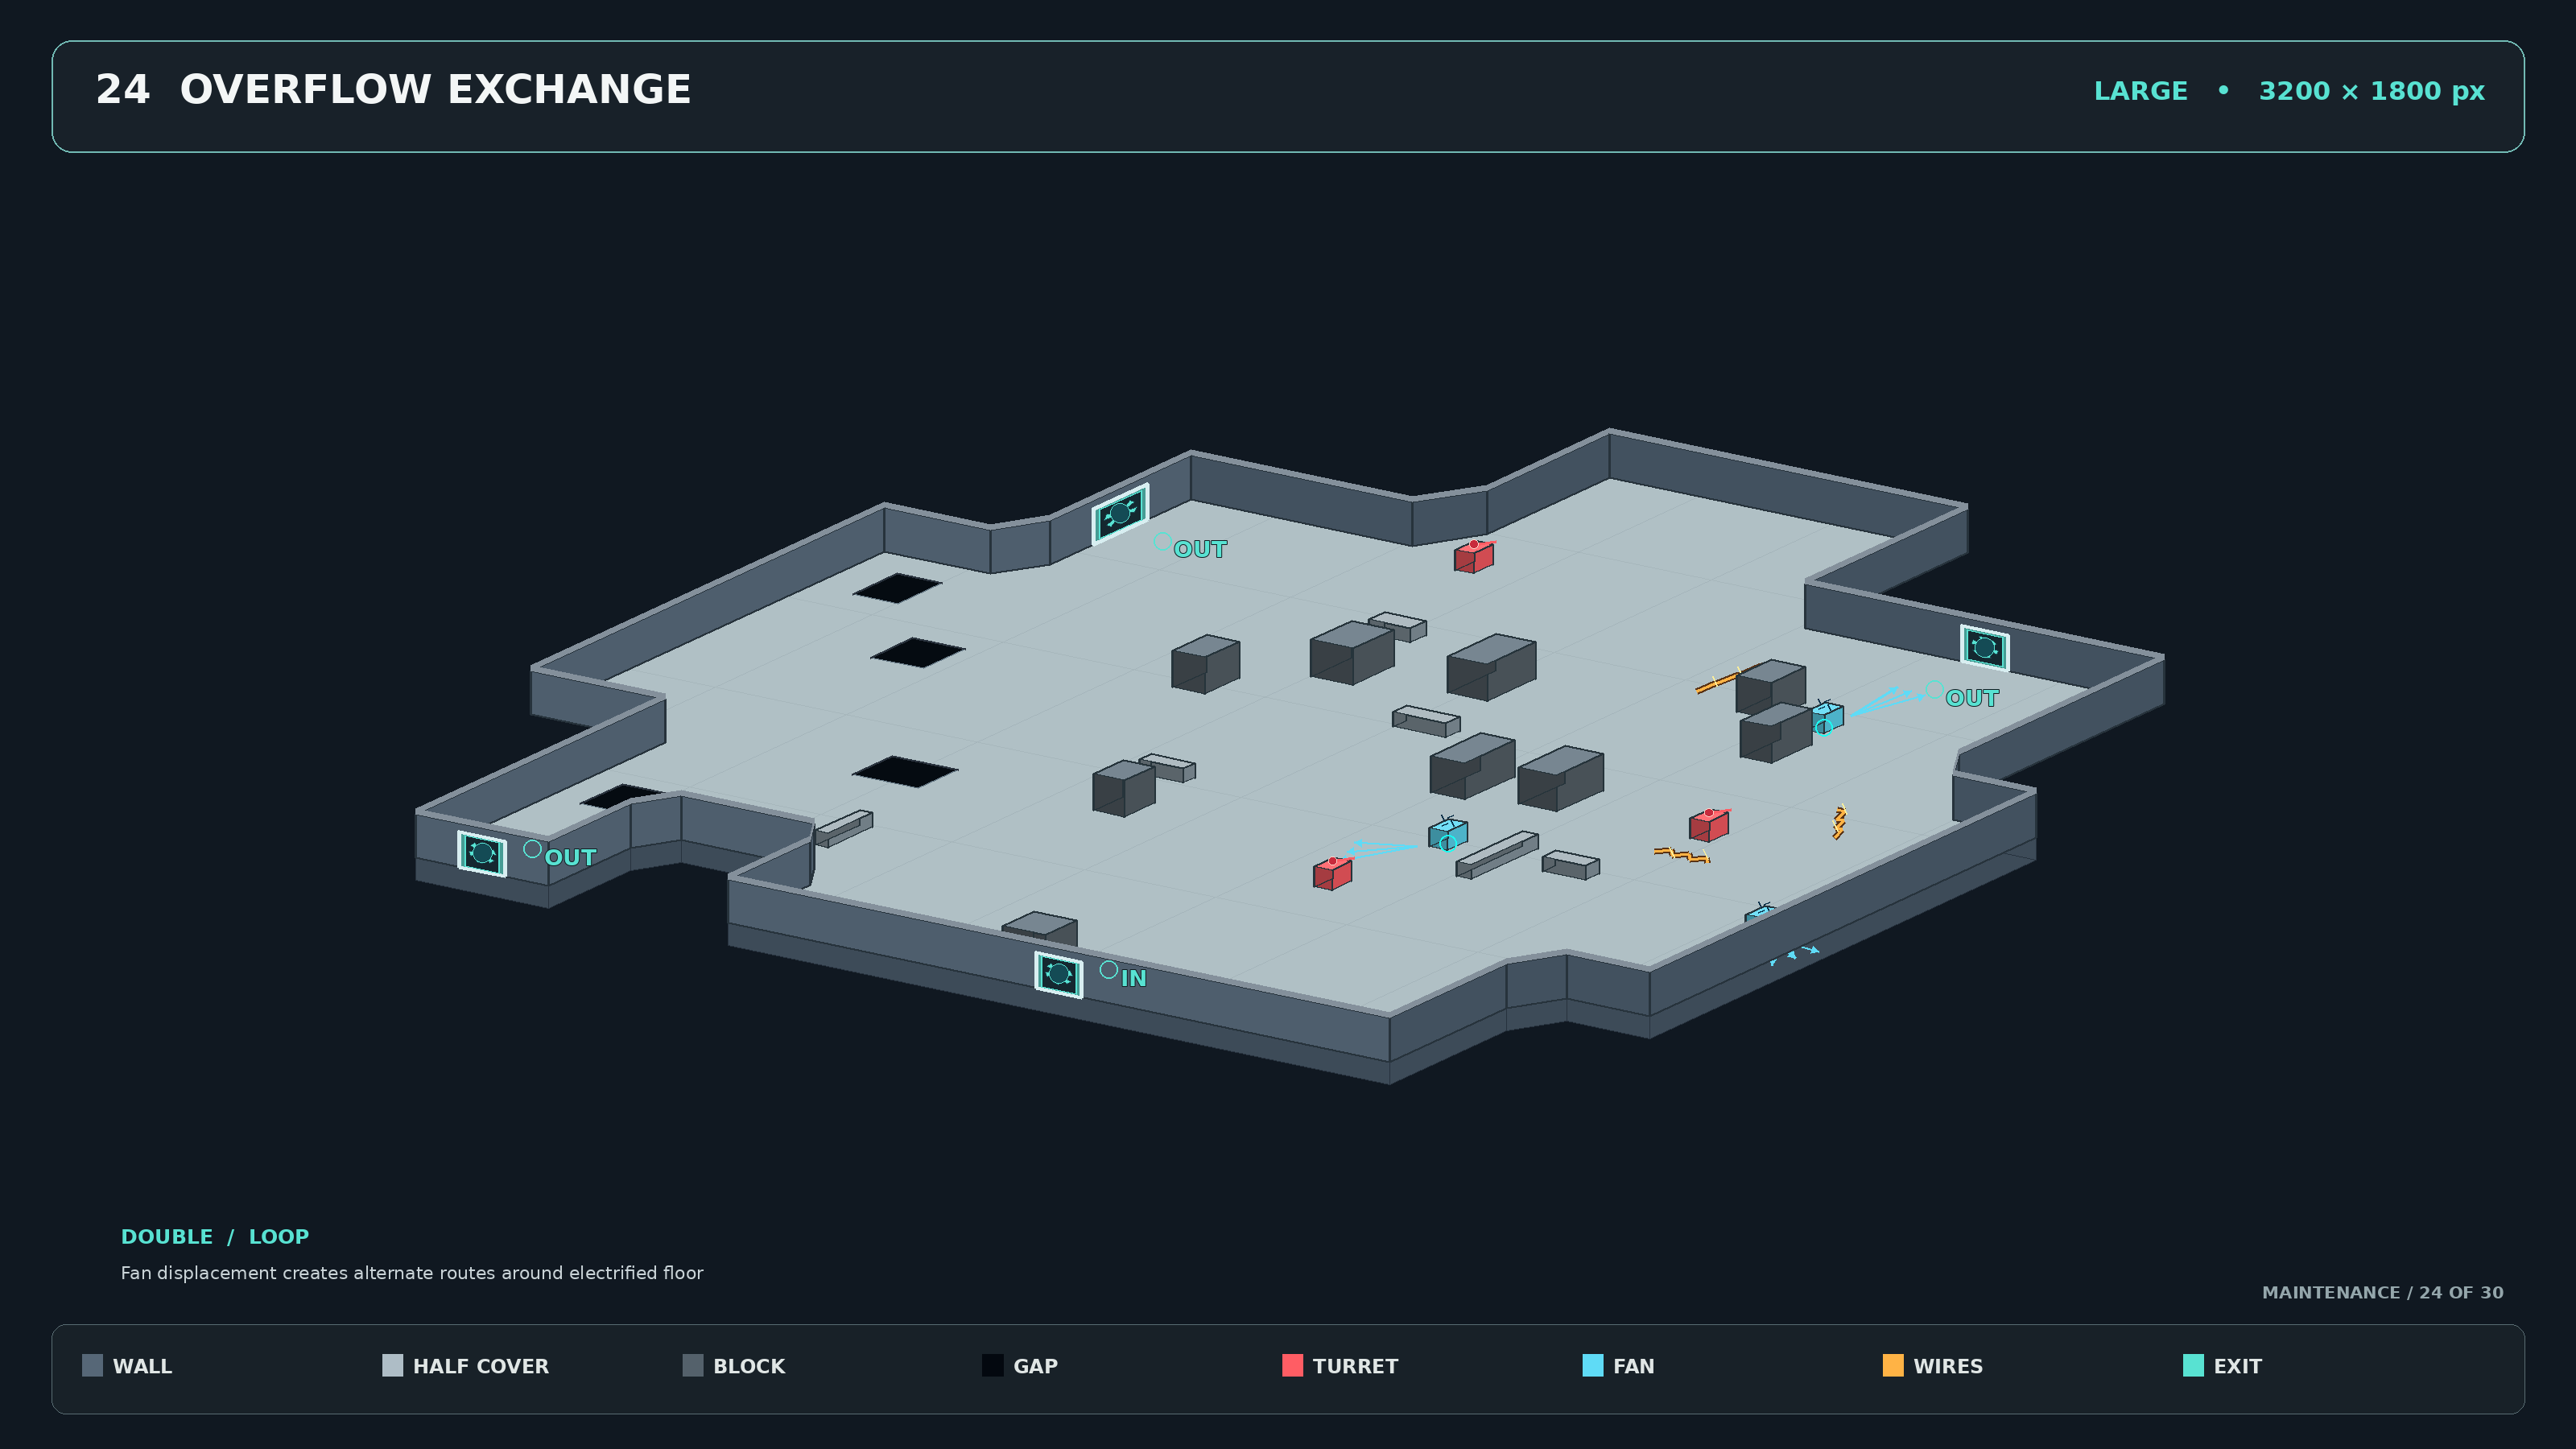 24 OVERFLOW EXCHANGE
LARGE • 3200 × 1800 px
OUT
OUT
OUT
IN
DOUBLE / LOOP
Fan displacement creates alternate routes around electrified floor
MAINTENANCE / 24 OF 30
WALL
HALF COVER
BLOCK
GAP
TURRET
FAN
WIRES
EXIT